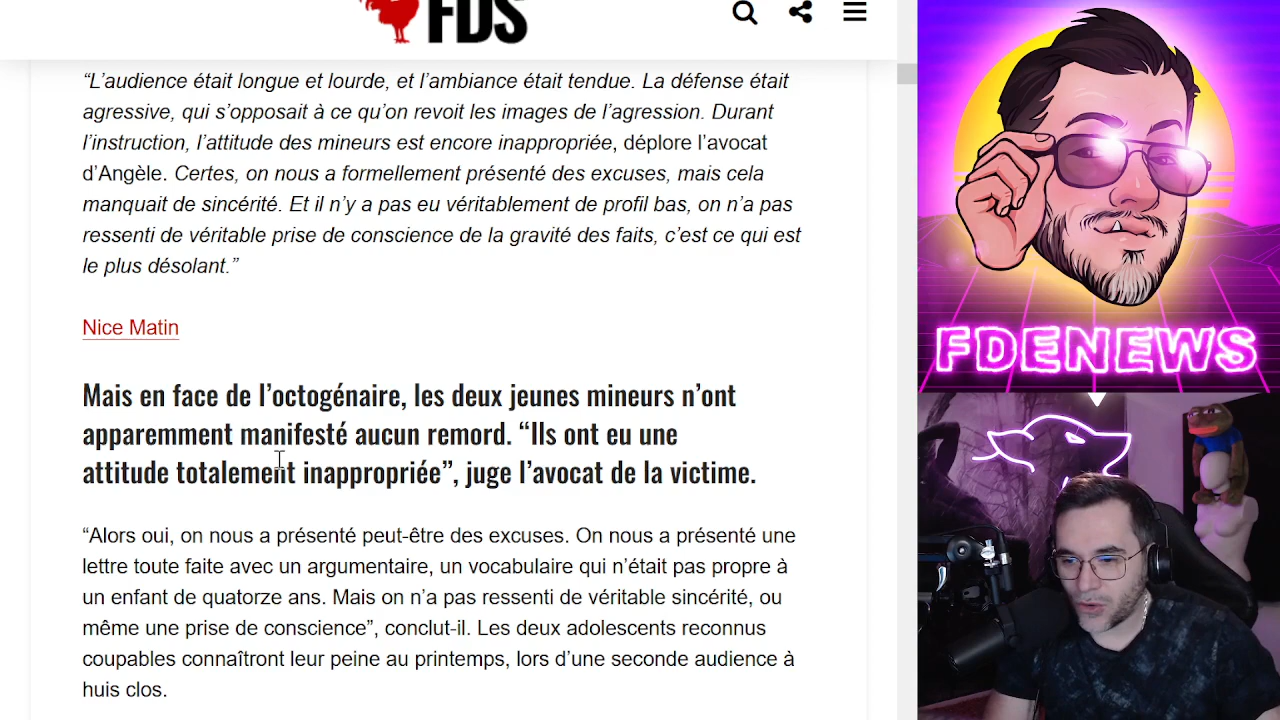 FDS
“L’audience était longue et lourde, et l’ambiance était tendue. La défense était
agressive, qui s’opposait à ce qu’on revoit les images de l’agression. Durant
l’instruction, l’attitude des mineurs est encore inappropriée, déplore l’avocat
d’Angèle. Certes, on nous a formellement présenté des excuses, mais cela
manquait de sincérité. Et il n’y a pas eu véritablement de profil bas, on n’a pas
ressenti de véritable prise de conscience de la gravité des faits, c’est ce qui est
le plus désolant.”
Nice Matin
Mais en face de l’octogénaire, les deux jeunes mineurs n’ont
apparemment manifesté aucun remord. “Ils ont eu une
attitude totalement inappropriée”, juge l’avocat de la victime.
“Alors oui, on nous a présenté peut-être des excuses. On nous a présenté une
lettre toute faite avec un argumentaire, un vocabulaire qui n’était pas propre à
un enfant de quatorze ans. Mais on n’a pas ressenti de véritable sincérité, ou
même une prise de conscience”, conclut-il. Les deux adolescents reconnus
coupables connaîtront leur peine au printemps, lors d’une seconde audience à
huis clos.
FDENEWS